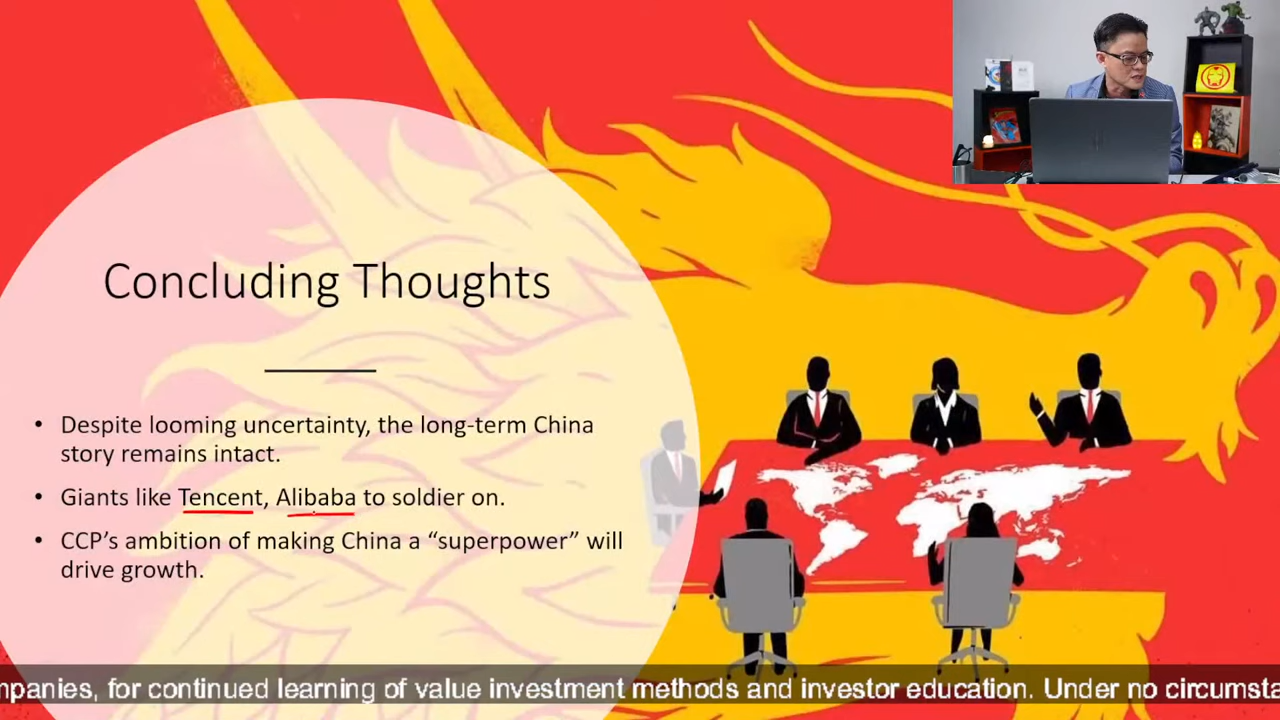 Concluding Thoughts
• Despite looming uncertainty, the long-term China
story remains intact.
• Giants like Tencent, Alibaba to soldier on.
• CCP's ambition of making China a “superpower” will
drive growth.
mpanies, for continued learning of value investment methods and investor education. Under no circumsta